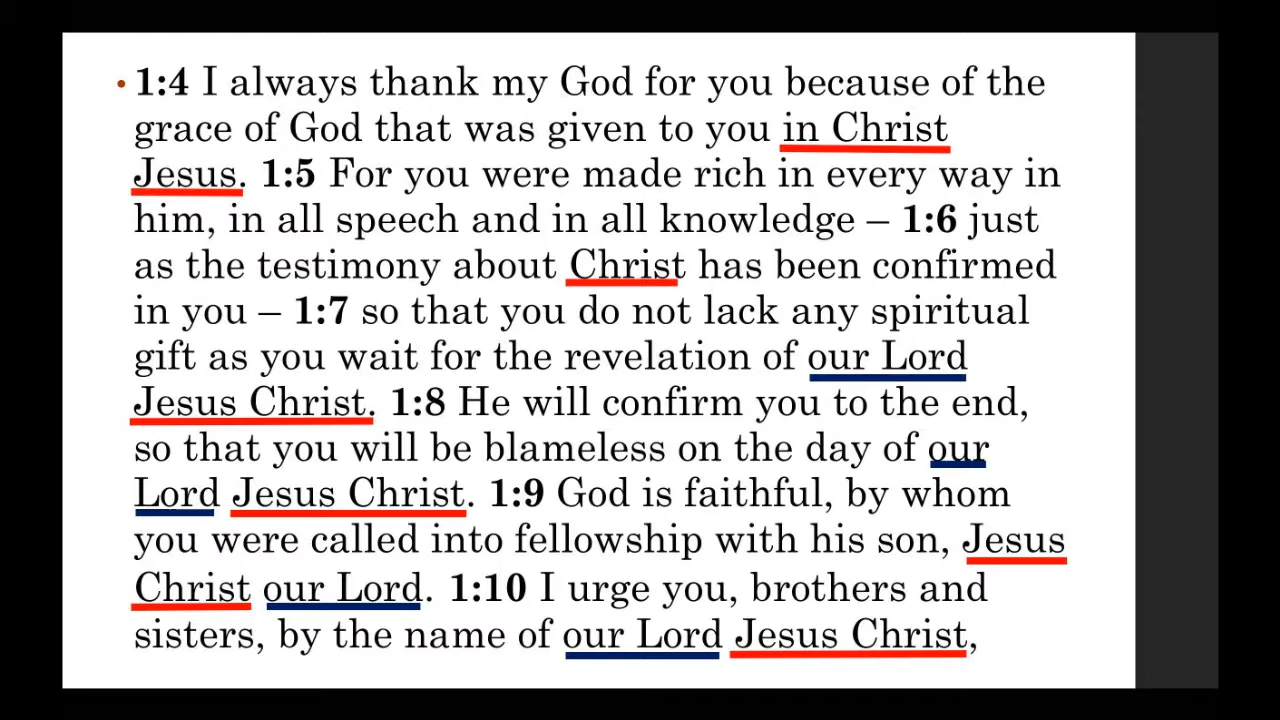 • 1:4 I always thank my God for you because of the
grace of God that was given to you in Christ
Jesus. 1:5 For you were made rich in every way in
him, in all speech and in all knowledge – 1:6 just
as the testimony about Christ has been confirmed
in you – 1:7 so that you do not lack any spiritual
gift as you wait for the revelation of our Lord
Jesus Christ. 1:8 He will confirm you to the end,
so that you will be blameless on the day of our
Lord Jesus Christ. 1:9 God is faithful, by whom
you were called into fellowship with his son, Jesus
Christ our Lord. 1:10 I urge you, brothers and
sisters, by the name of our Lord Jesus Christ,